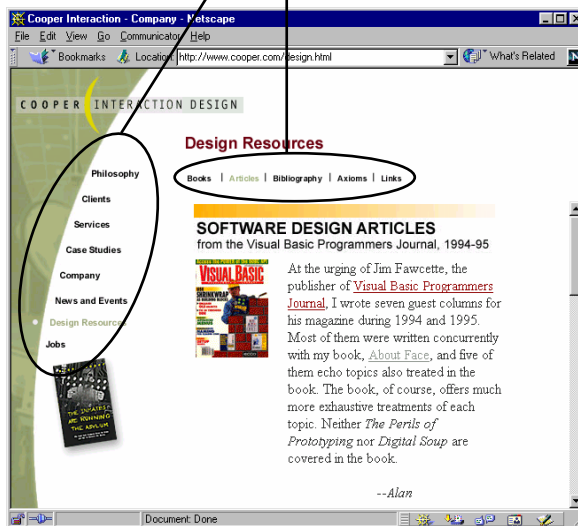 Cooper Interaction - Company - Netscape
File Edit View Go Communicator Help
Bookmarks Location: http://www.cooper.com/design.html What's Related N
COOPER INTERACTION DESIGN
Design Resources
Books | Articles | Bibliography | Axioms | Links
Philosophy
Clients
Services
Case Studies
Company
News and Events
Design Resources
Jobs
SOFTWARE DESIGN ARTICLES
from the Visual Basic Programmers Journal, 1994-95
VISUAL BASIC
At the urging of Jim Fawcette, the
publisher of Visual Basic Programmers
Journal, I wrote seven guest columns for
his magazine during 1994 and 1995.
Most of them were written concurrently
with my book, About Face, and five of
them echo topics also treated in the
book. The book, of course, offers much
more exhaustive treatments of each
topic. Neither The Perils of
Prototyping nor Digital Soup are
covered in the book.
--Alan
THE INMATES
ARE RUNNING
THE ASYLUM
Document: Done